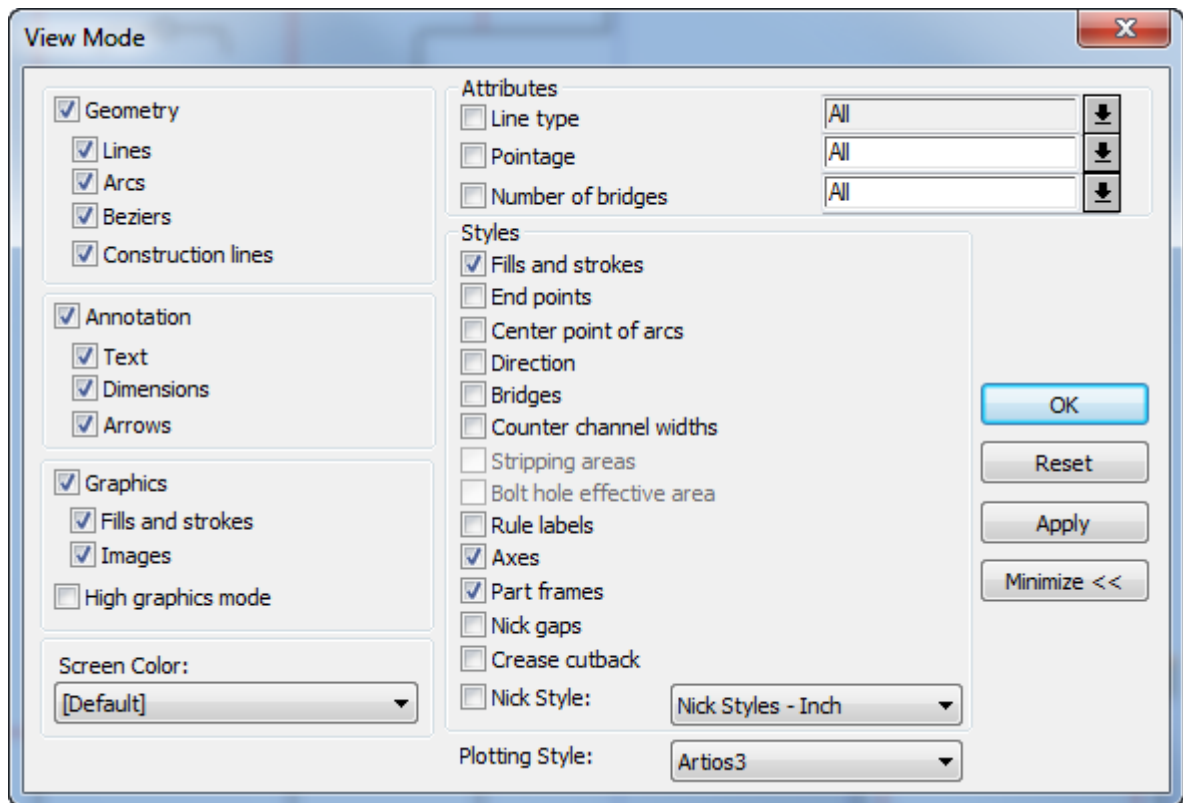 View Mode
Geometry
Lines
Arcs
Beziers
Construction lines
Annotation
Text
Dimensions
Arrows
Graphics
Fills and strokes
Images
High graphics mode
Screen Color:
[Default]
Attributes
Line type All
Pointage All
Number of bridges All
Styles
Fills and strokes
End points
Center point of arcs
Direction
Bridges
Counter channel widths
Stripping areas
Bolt hole effective area
Rule labels
Axes
Part frames
Nick gaps
Crease cutback
Nick Style: Nick Styles - Inch
Plotting Style: Artios3
OK
Reset
Apply
Minimize <<